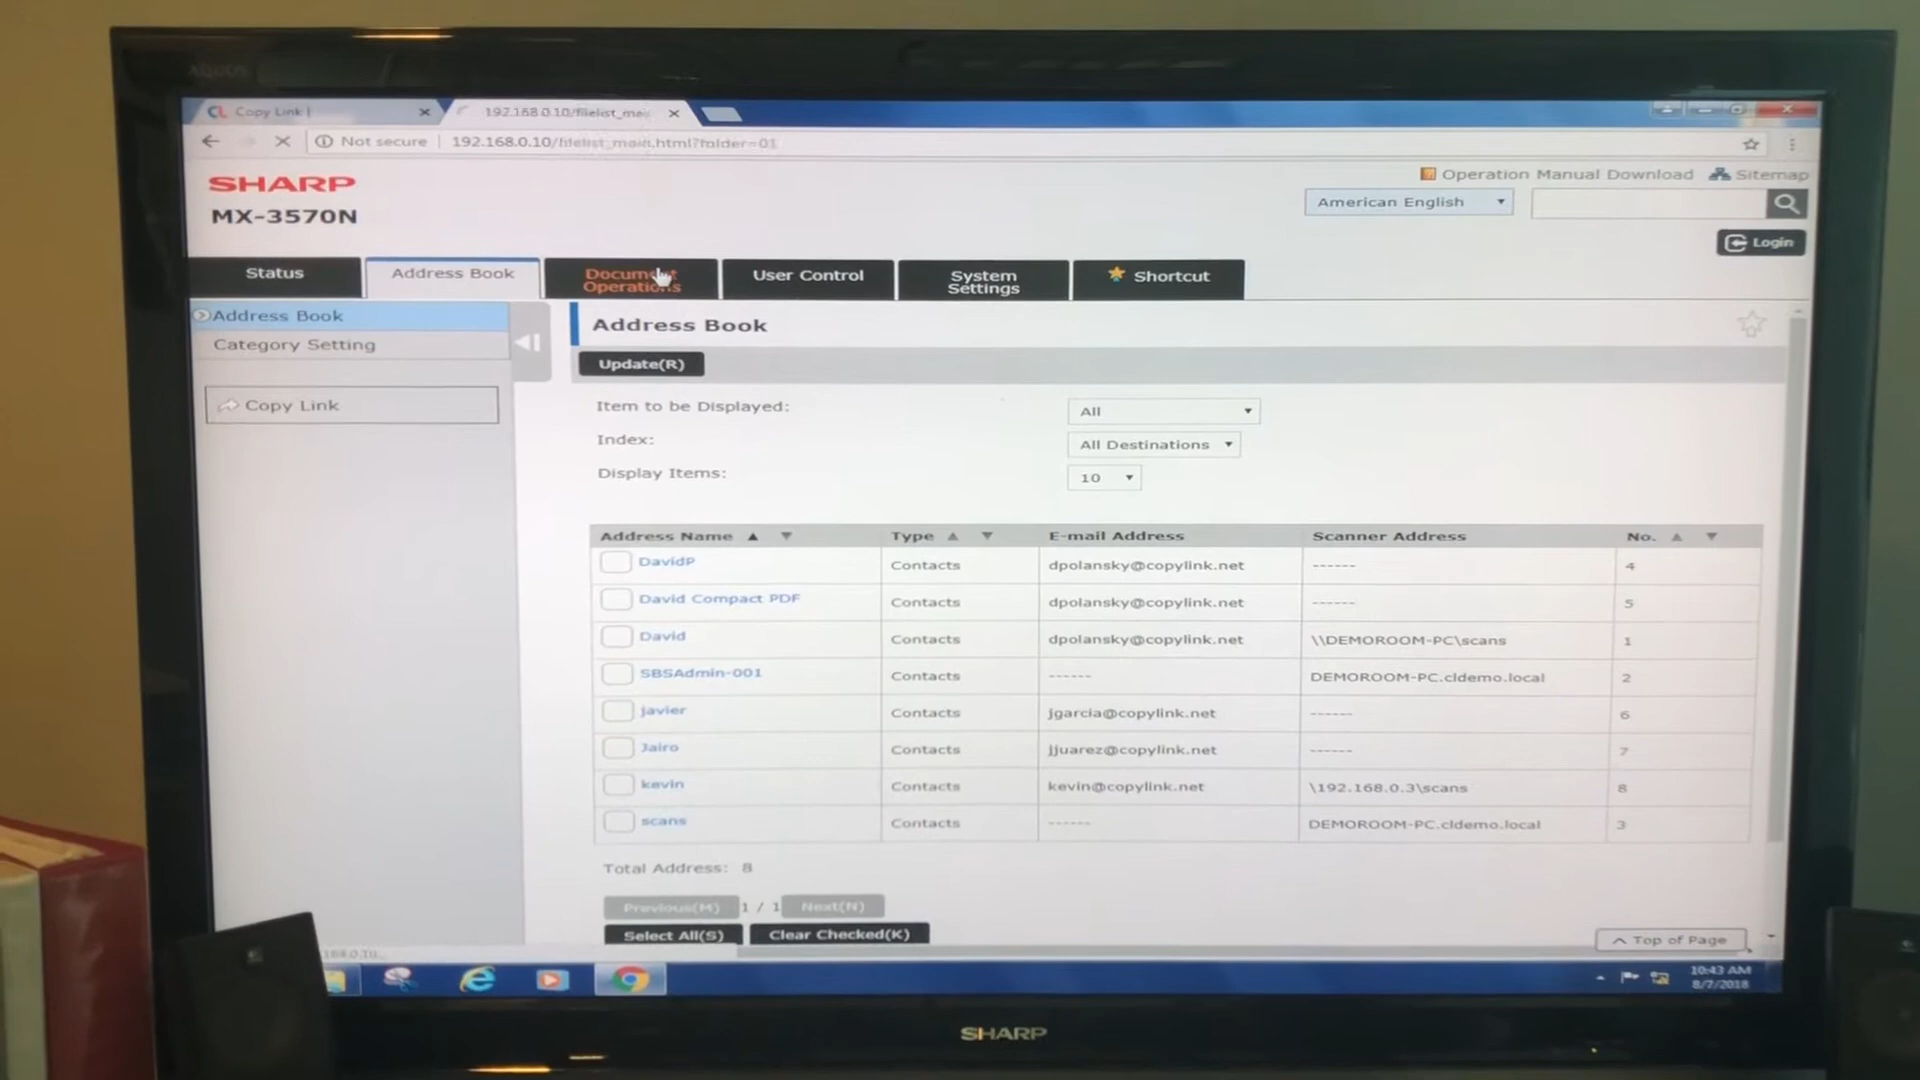 AQUOS
CL Copy Link |
192.168.0.10/filelist_mai
Not secure | 192.168.0.10/filelist_main.html?folder=01
SHARP
MX-3570N
Operation Manual Download Sitemap
American English
Login
Status
Address Book
Document
Operations
User Control
System
Settings
Shortcut
Address Book
Category Setting
Copy Link
Address Book
Update(R)
Item to be Displayed: All
Index: All Destinations
Display Items: 10
Address Name ▲ ▼ Type ▲ ▼ E-mail Address Scanner Address No. ▲ ▼
DavidP Contacts dpolansky@copylink.net ------ 4
David Compact PDF Contacts dpolansky@copylink.net ------ 5
David Contacts dpolansky@copylink.net \\DEMOROOM-PC\scans 1
SBSAdmin-001 Contacts ------ DEMOROOM-PC.cldemo.local 2
javier Contacts jgarcia@copylink.net ------ 6
Jairo Contacts jjuarez@copylink.net ------ 7
kevin Contacts kevin@copylink.net \192.168.0.3\scans 8
scans Contacts ------ DEMOROOM-PC.cldemo.local 3
Total Address: 8
Previous(M) 1 / 1 Next(N)
Select All(S) Clear Checked(K)
Top of Page
168.0.10...
10:43 AM
8/7/2018
SHARP